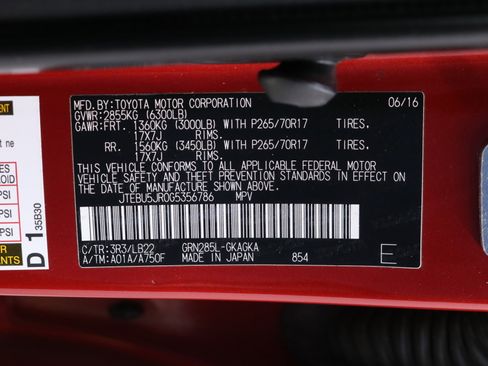 MFD.BY:TOYOTA MOTOR CORPORATION 06/16
GVWR:2855KG (6300LB)
GAWR:FRT. 1360KG (3000LB) WITH P265/70R17 TIRES,
17X7J RIMS.
RR. 1560KG (3450LB) WITH P265/70R17 TIRES,
17X7J RIMS.
THIS VEHICLE CONFORMS TO ALL APPLICABLE FEDERAL MOTOR
VEHICLE SAFETY AND THEFT PREVENTION STANDARDS IN EFFECT
ON THE DATE OF MANUFACTURE SHOWN ABOVE.
JTEBU5JR0G5356786 MPV
C/TR:3R3/LB22 GRN285L-GKAGKA
A/TM:A01A/A750F MADE IN JAPAN 854 E
ne
PSI
PSI
PSI
D 1 35B30